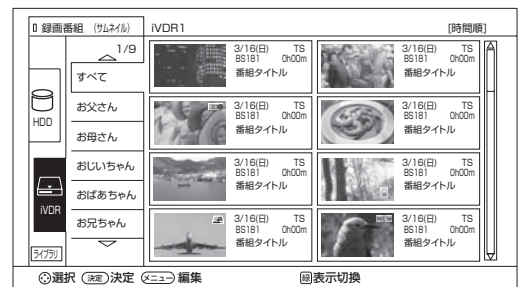 録画番組 (サムネイル) iVDR1 [時間順]
1/9
すべて
お父さん
お母さん
おじいちゃん
おばあちゃん
お兄ちゃん
HDD
iVDR
ライブラリ
3/16(日) TS
BS181 0h00m
番組タイトル
3/16(日) TS
BS181 0h00m
番組タイトル
3/16(日) TS
BS181 0h00m
番組タイトル
3/16(日) TS
BS181 0h00m
番組タイトル
3/16(日) TS
BS181 0h00m
番組タイトル
3/16(日) TS
BS181 0h00m
番組タイトル
3/16(日) TS
BS181 0h00m
番組タイトル
NEW
3/16(日) TS
BS181 0h00m
番組タイトル
選択 決定 決定 メニュー 編集 緑 表示切換